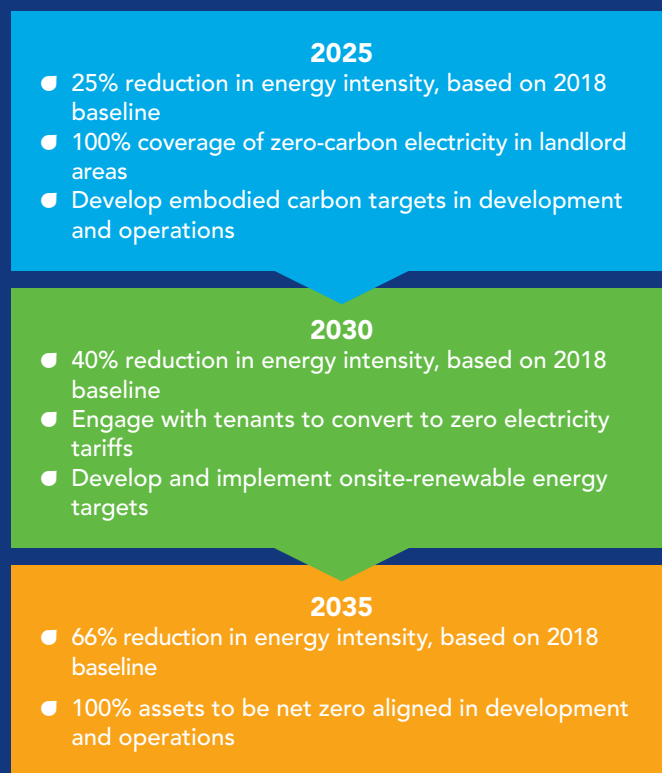 2025
25% reduction in energy intensity, based on 2018
baseline
100% coverage of zero-carbon electricity in landlord
areas
Develop embodied carbon targets in development
and operations
2030
40% reduction in energy intensity, based on 2018
baseline
Engage with tenants to convert to zero electricity
tariffs
Develop and implement onsite-renewable energy
targets
2035
66% reduction in energy intensity, based on 2018
baseline
100% assets to be net zero aligned in development
and operations